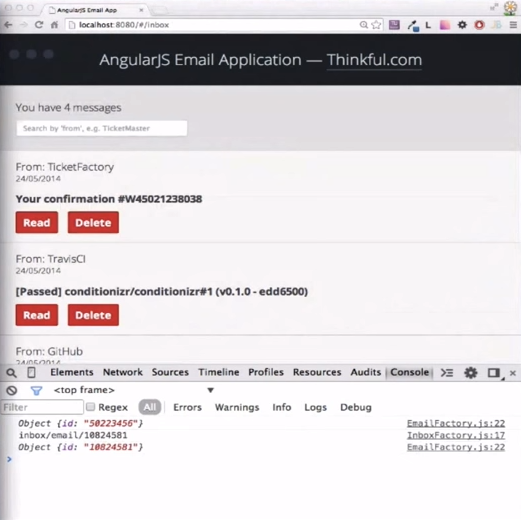 AngularJS Email App
localhost:8080/#/inbox
AngularJS Email Application — Thinkful.com
You have 4 messages
Search by 'from', e.g. TicketMaster
From: TicketFactory
24/05/2014
Your confirmation #W45021238038
Read Delete
From: TravisCI
24/05/2014
[Passed] conditionizr/conditionizr#1 (v0.1.0 - edd6500)
Read Delete
From: GitHub
24/05/2014
Elements Network Sources Timeline Profiles Resources Audits Console
<top frame>
Filter Regex All Errors Warnings Info Logs Debug
Object {id: "50223456"} EmailFactory.js:22
inbox/email/10824581 InboxFactory.js:17
Object {id: "10824581"} EmailFactory.js:22